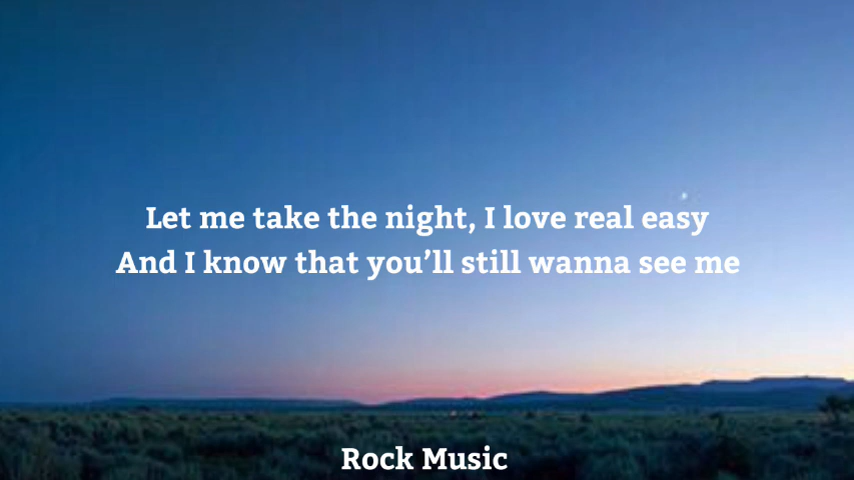 Let me take the night, I love real easy
And I know that you’ll still wanna see me
Rock Music